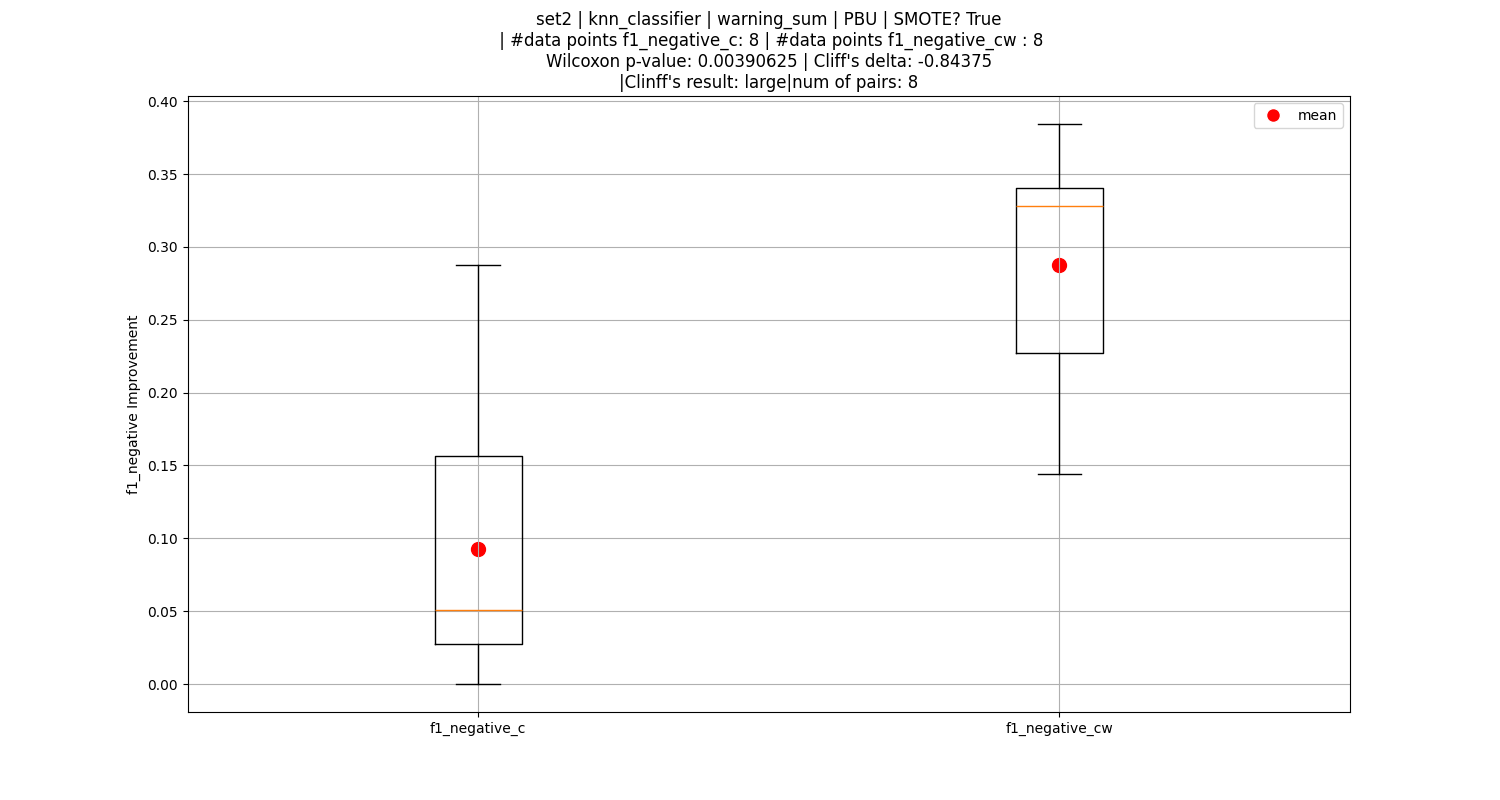 set2 | knn_classifier | warning_sum | PBU | SMOTE? True
| #data points f1_negative_c: 8 | #data points f1_negative_cw : 8
Wilcoxon p-value: 0.00390625 | Cliff's delta: -0.84375
|Clinff's result: large|num of pairs: 8
mean
0.40
0.35
0.30
0.25
0.20
0.15
0.10
0.05
0.00
f1_negative Improvement
f1_negative_c
f1_negative_cw